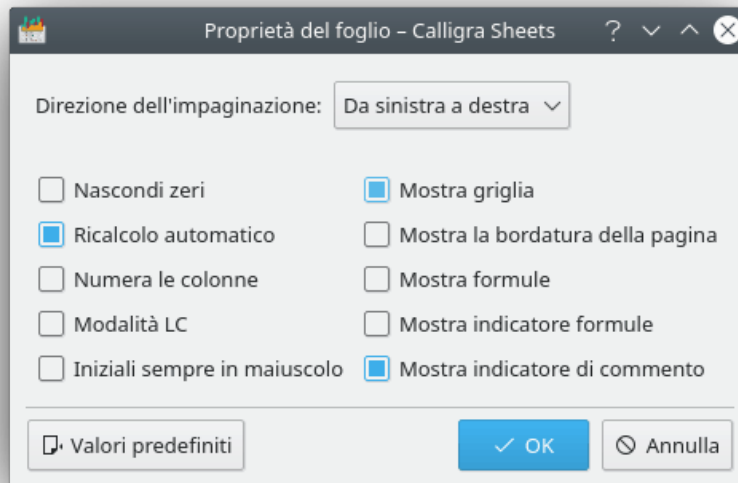 Proprietà del foglio – Calligra Sheets
Direzione dell'impaginazione: Da sinistra a destra
Nascondi zeri
Mostra griglia
Ricalcolo automatico
Mostra la bordatura della pagina
Numera le colonne
Mostra formule
Modalità LC
Mostra indicatore formule
Iniziali sempre in maiuscolo
Mostra indicatore di commento
Valori predefiniti
OK
Annulla